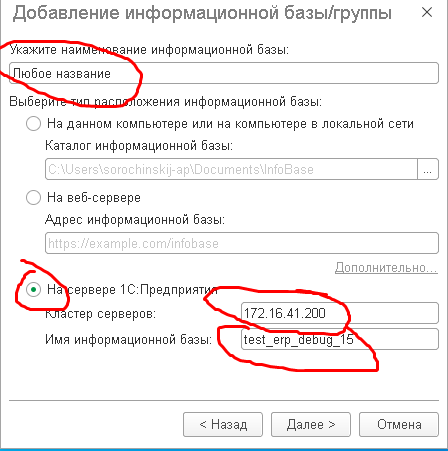 Добавление информационной базы/группы
Укажите наименование информационной базы:
Любое название
Выберите тип расположения информационной базы:
На данном компьютере или на компьютере в локальной сети
Каталог информационной базы:
C:\Users\sorochinskij-ap\Documents\InfoBase
...
На веб-сервере
Адрес информационной базы:
https://example.com/infobase
Дополнительно...
На сервере 1С:Предприятия
Кластер серверов: 172.16.41.200
Имя информационной базы: test_erp_debug_15
< Назад Далее > Отмена